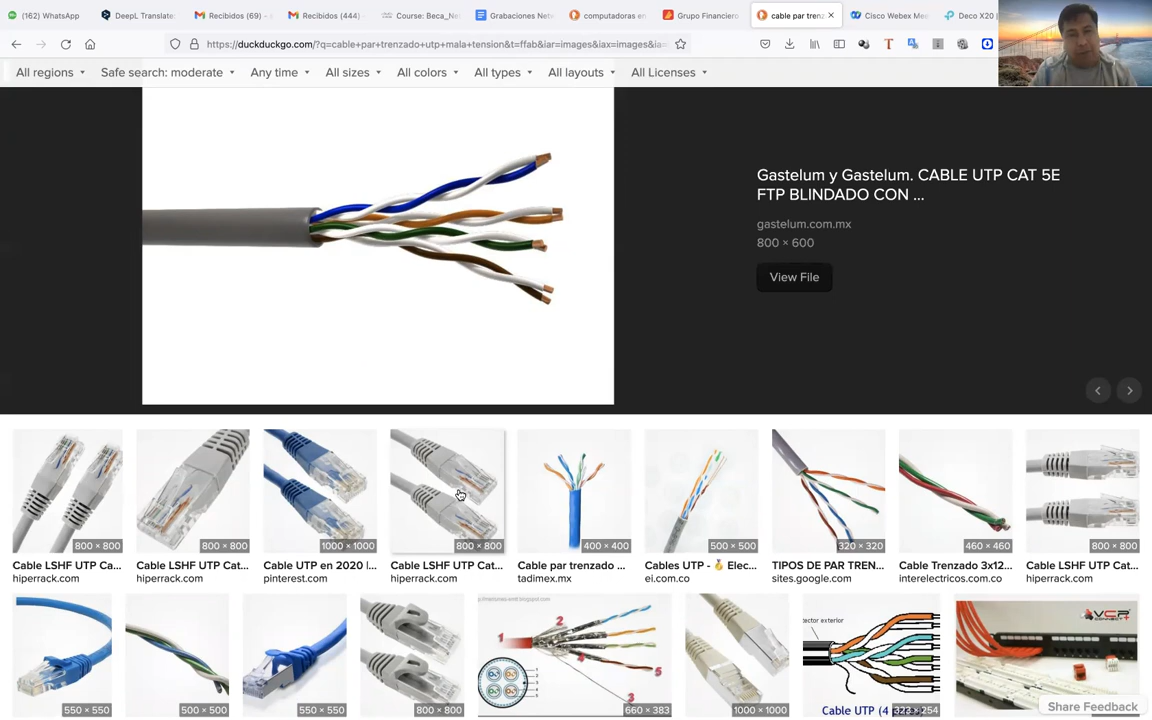 (162) WhatsApp
DeepL Translate:
Recibidos (69) –
Recibidos (444)
Course: Beca_Ne
Grabaciones Net
computadoras en
Grupo Financiero
cable par trenz
Cisco Webex Mee
Deco X20 |
https://duckduckgo.com/?q=cable+par+trenzado+utp+mala+tension&t=ffab&iar=images&iax=images&ia=
All regions
Safe search: moderate
Any time
All sizes
All colors
All types
All layouts
All Licenses
Gastelum y Gastelum. CABLE UTP CAT 5E
FTP BLINDADO CON ...
gastelum.com.mx
800 × 600
View File
800 × 800
800 × 800
1000 × 1000
800 × 800
400 × 400
500 × 500
320 × 320
460 × 460
800 × 800
Cable LSHF UTP Ca...
Cable LSHF UTP Cat...
Cable UTP en 2020 |...
Cable LSHF UTP Cat...
Cable par trenzado ...
Cables UTP - 🥇 Elec...
TIPOS DE PAR TREN...
Cable Trenzado 3x12...
Cable LSHF UTP Cat...
hiperrack.com
hiperrack.com
pinterest.com
hiperrack.com
tadimex.mx
ei.com.co
sites.google.com
interelectricos.com.co
hiperrack.com
1
2
3
5
VCP
CONNECT
Cable UTP (4
550 × 550
500 × 500
550 × 550
800 × 800
660 × 383
1000 × 1000
Share Feedback